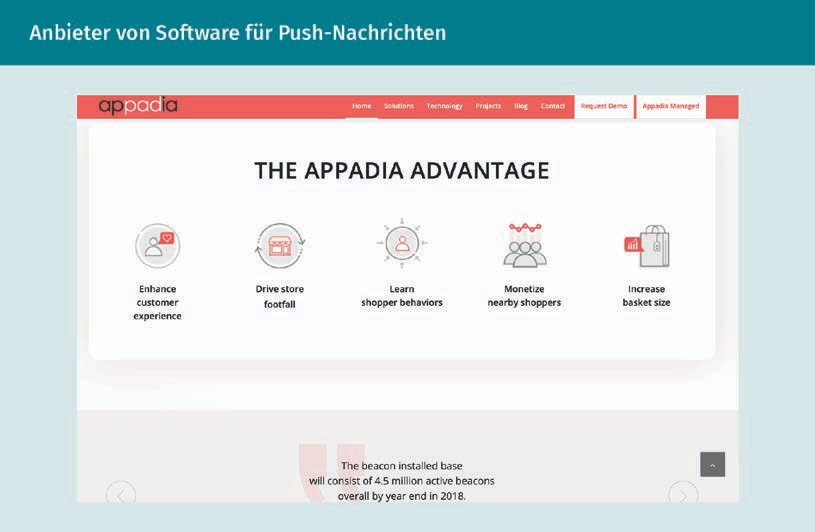 Anbieter von Software für Push-Nachrichten
appadia
Home Solutions Technology Projects Blog Contact Request Demo Appadia Managed
THE APPADIA ADVANTAGE
Enhance
customer
experience
Drive store
footfall
Learn
shopper behaviors
Monetize
nearby shoppers
Increase
basket size
The beacon installed base
will consist of 4.5 million active beacons
overall by year end in 2018.